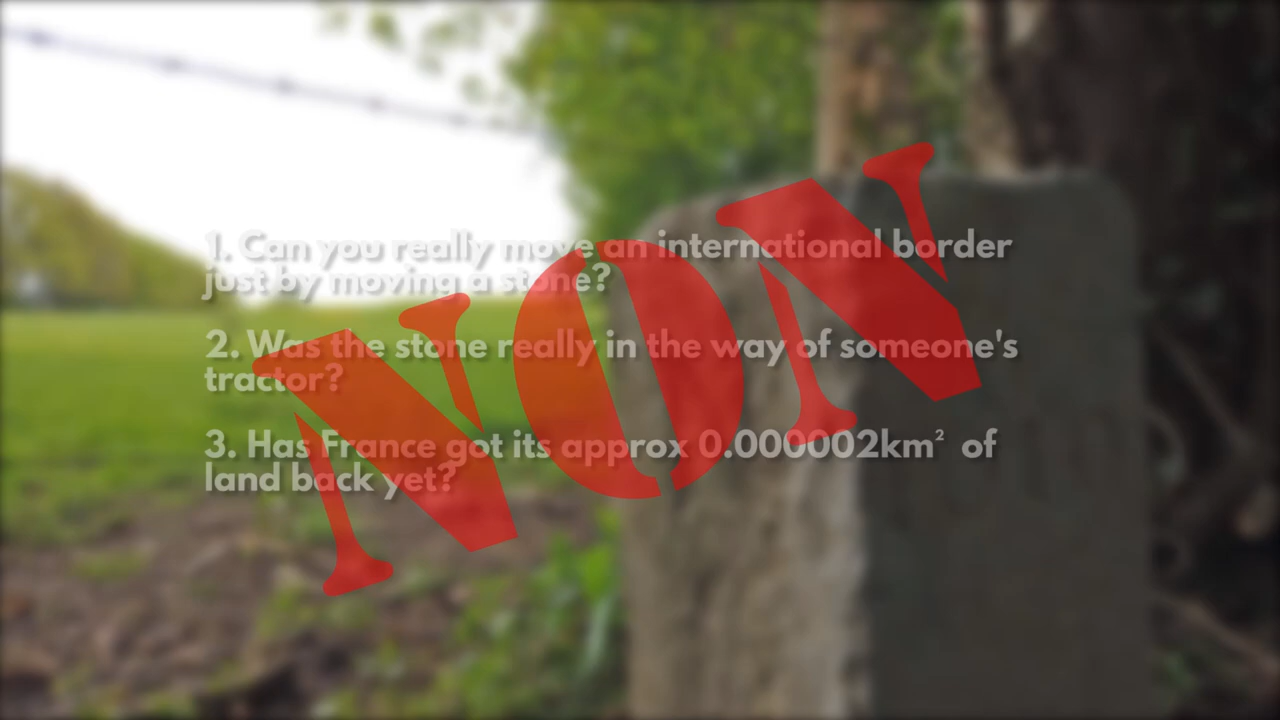 1. Can you really move an international border
just by moving a stone?
2. Was the stone really in the way of someone's
tractor?
3. Has France got its approx 0.000002km² of
land back yet?
NON